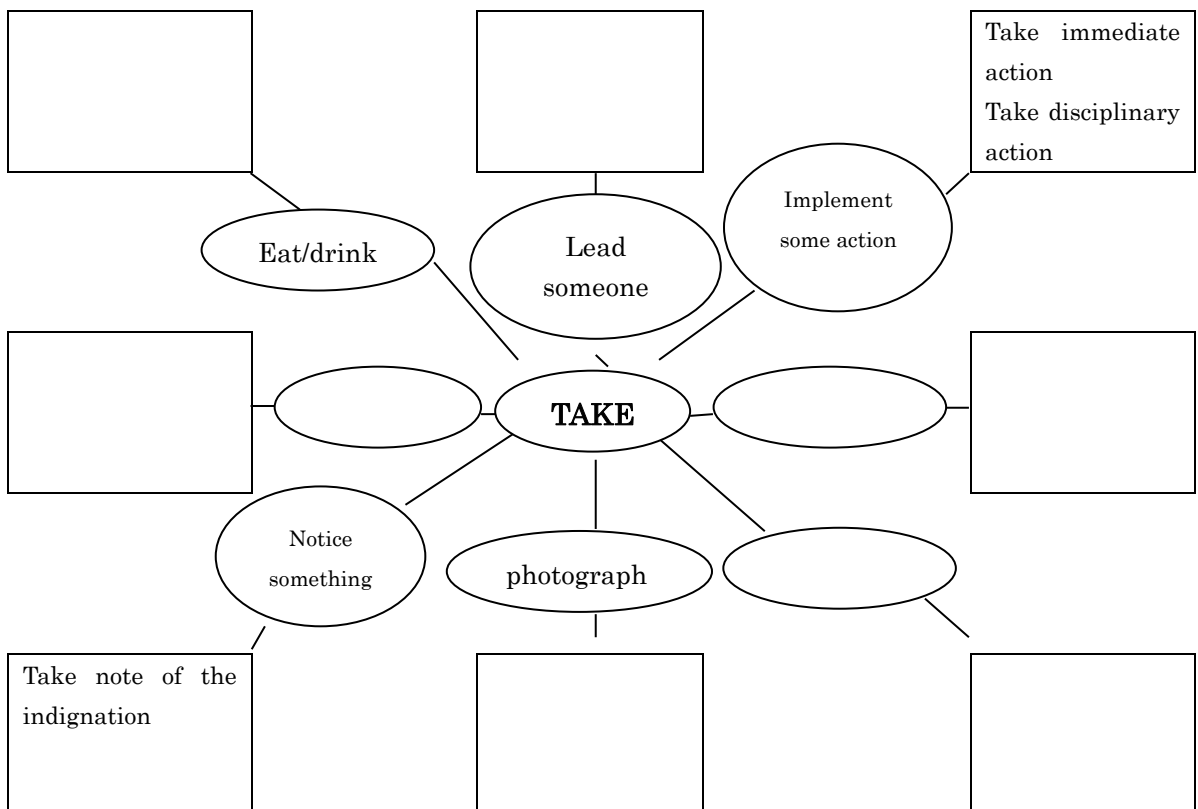 Take immediate
action
Take disciplinary
action
Implement
some action
Eat/drink
Lead
someone
TAKE
Notice
something
photograph
Take note of the
indignation